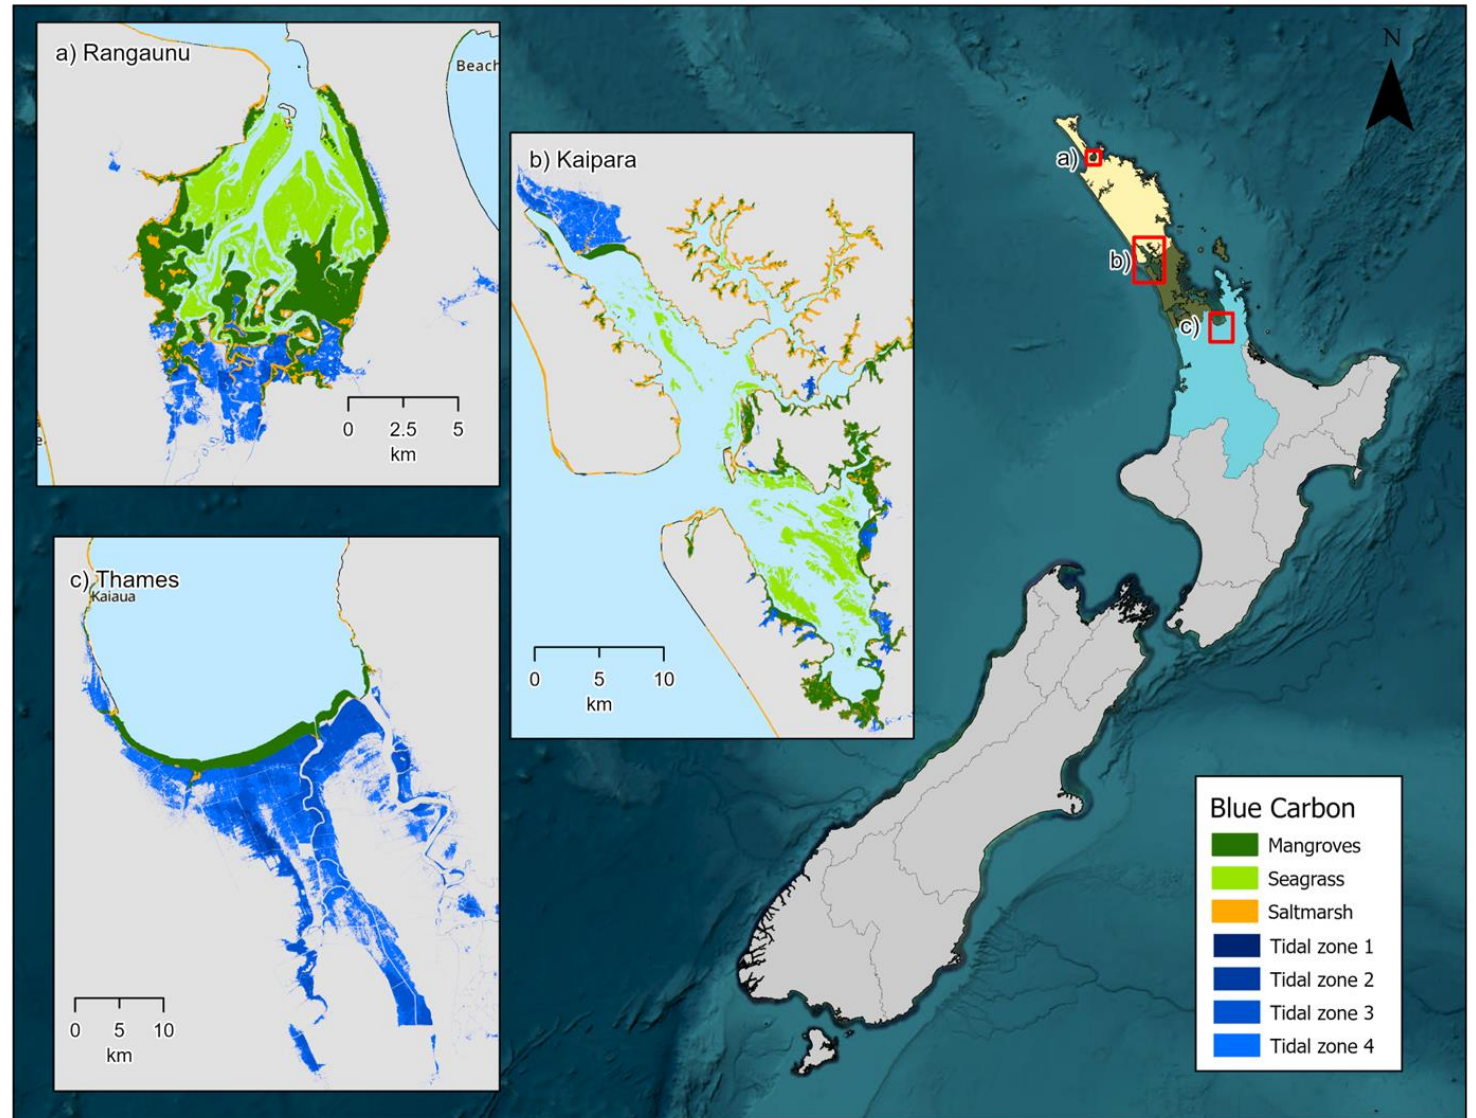 a) Rangaunu
Beach
0 2.5 5
km
e.
b) Kaipara
0 5 10
km
c) Thames
Kaiaua
0 5 10
km
N
a)
b)
c)
Blue Carbon
Mangroves
Seagrass
Saltmarsh
Tidal zone 1
Tidal zone 2
Tidal zone 3
Tidal zone 4